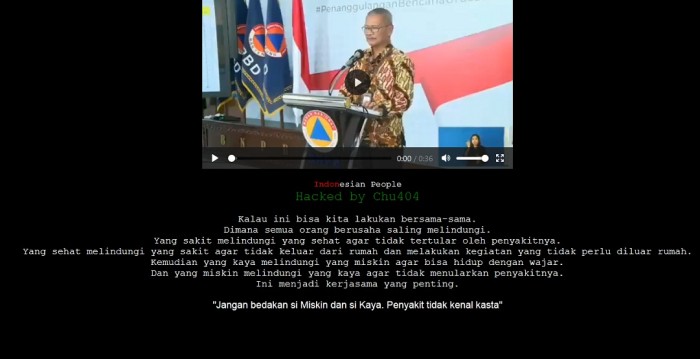 #PenanggulanganBencana
BNPB
0:00 / 0:36
Indonesian People
Hacked by Chu404
Kalau ini bisa kita lakukan bersama-sama.
Dimana semua orang berusaha saling melindungi.
Yang sakit melindungi yang sehat agar tidak tertular oleh penyakitnya.
Yang sehat melindungi yang sakit agar tidak keluar dari rumah dan melakukan kegiatan yang tidak perlu diluar rumah.
Kemudian yang kaya melindungi yang miskin agar bisa hidup dengan wajar.
Dan yang miskin melindungi yang kaya agar tidak menularkan penyakitnya.
Ini menjadi kerjasama yang penting.
"Jangan bedakan si Miskin dan si Kaya. Penyakit tidak kenal kasta"